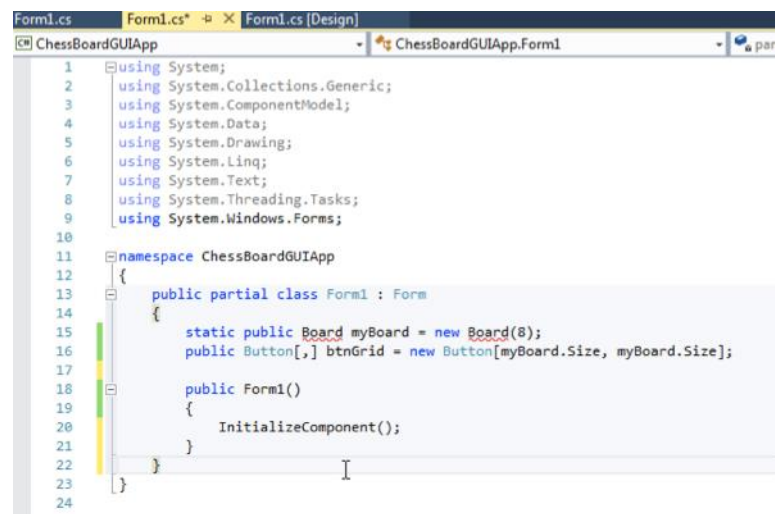 Form1.cs Form1.cs* Form1.cs [Design]
C# ChessBoardGUIApp ChessBoardGUIApp.Form1 par
1 using System;
2 using System.Collections.Generic;
3 using System.ComponentModel;
4 using System.Data;
5 using System.Drawing;
6 using System.Linq;
7 using System.Text;
8 using System.Threading.Tasks;
9 using System.Windows.Forms;
10
11 namespace ChessBoardGUIApp
12 {
13 public partial class Form1 : Form
14 {
15 static public Board myBoard = new Board(8);
16 public Button[,] btnGrid = new Button[myBoard.Size, myBoard.Size];
17
18 public Form1()
19 {
20 InitializeComponent();
21 }
22 }
23 }
24